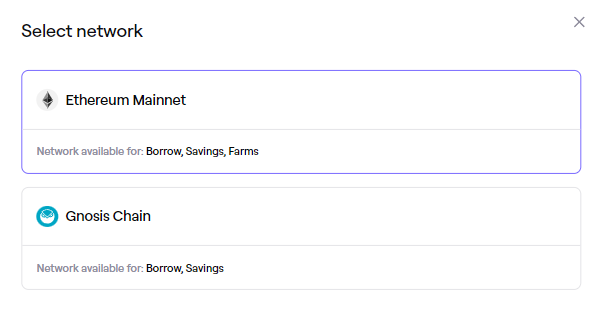 Select network
Ethereum Mainnet
Network available for: Borrow, Savings, Farms
Gnosis Chain
Network available for: Borrow, Savings